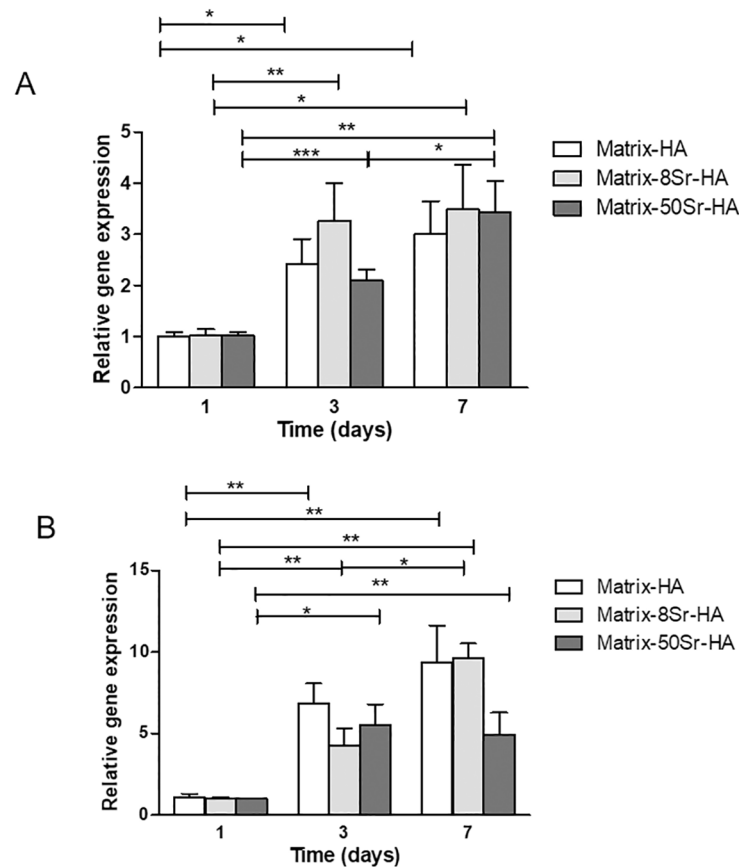 *
*
**
A
*
5
**
Matrix-HA
***
*
4
Matrix-8Sr-HA
Matrix-50Sr-HA
3
2
1
0
Relative gene expression
1 3 7
Time (days)
**
**
B
**
**
*
15
**
Matrix-HA
*
Matrix-8Sr-HA
Matrix-50Sr-HA
10
5
0
Relative gene expression
1 3 7
Time (days)